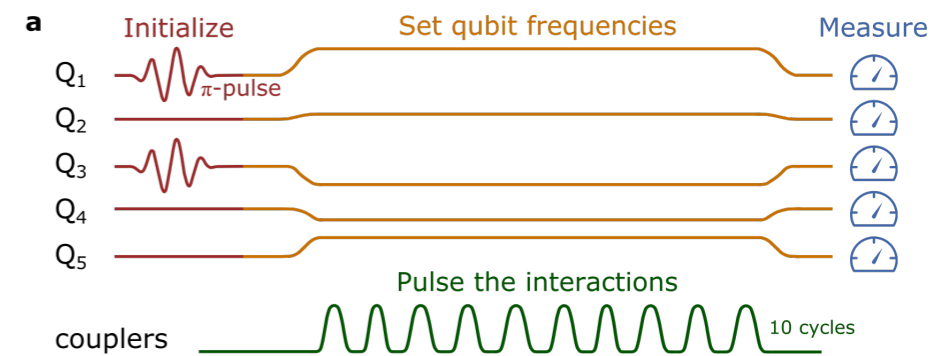 a
Initialize
Set qubit frequencies
Measure
Q1
π-pulse
Q2
Q3
Q4
Q5
Pulse the interactions
couplers
10 cycles